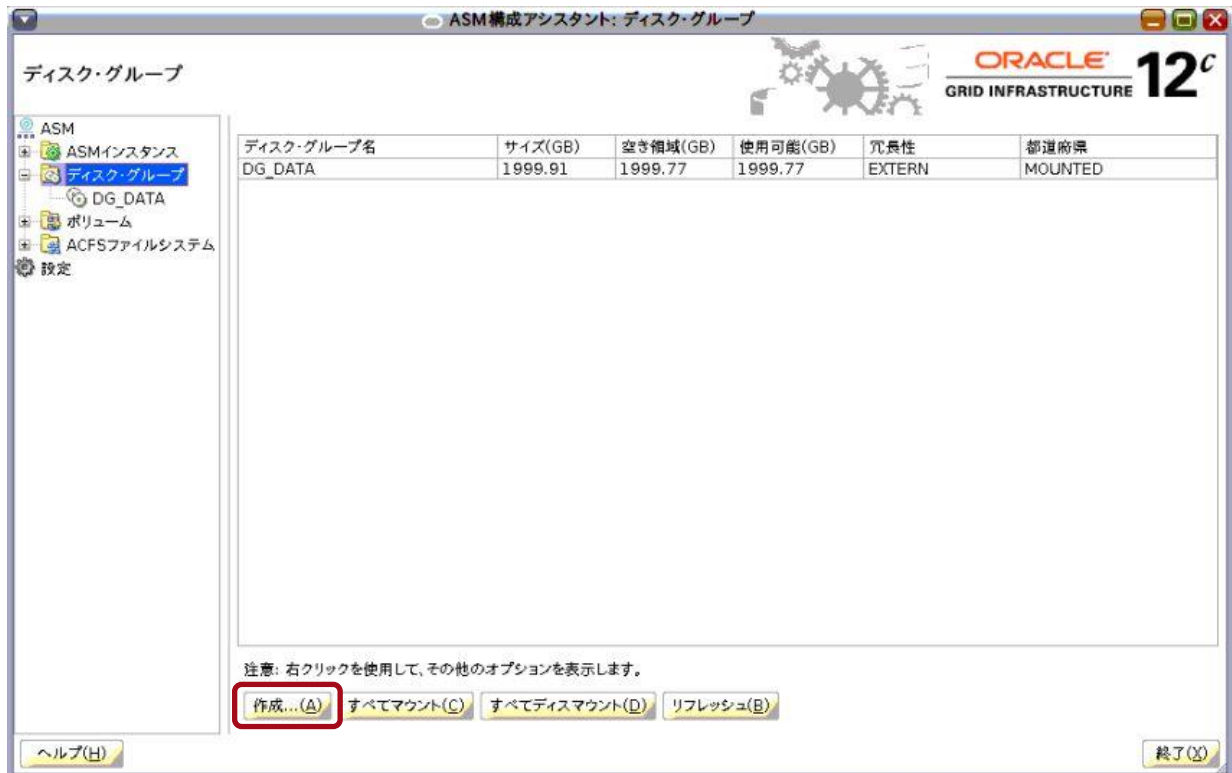 ASM構成アシスタント: ディスク・グループ
ディスク・グループ
ORACLE 12c
GRID INFRASTRUCTURE
ASM
ASMインスタンス
ディスク・グループ
DG_DATA
ボリューム
ACFSファイルシステム
設定
ディスク・グループ名 サイズ(GB) 空き領域(GB) 使用可能(GB) 冗長性 都道府県
DG_DATA 1999.91 1999.77 1999.77 EXTERN MOUNTED
注意: 右クリックを使用して、その他のオプションを表示します。
作成...(A) すべてマウント(C) すべてディスマウント(D) リフレッシュ(B)
ヘルプ(H) 終了(X)